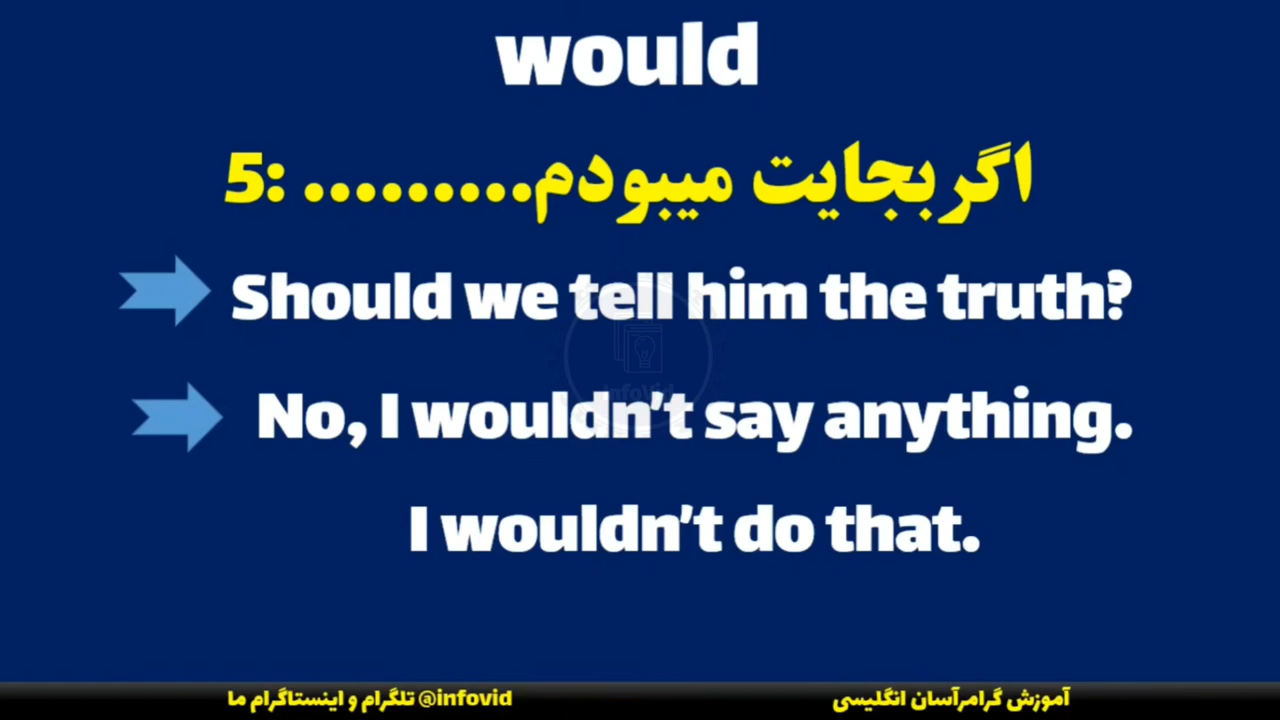 would
5: .........اگر بجایت میبودم
Should we tell him the truth?
No, I wouldn't say anything.
I wouldn't do that.
InfoVid
آموزش گرامرآسان انگلیسی
تلگرام و اینستاگرام ما @infovid